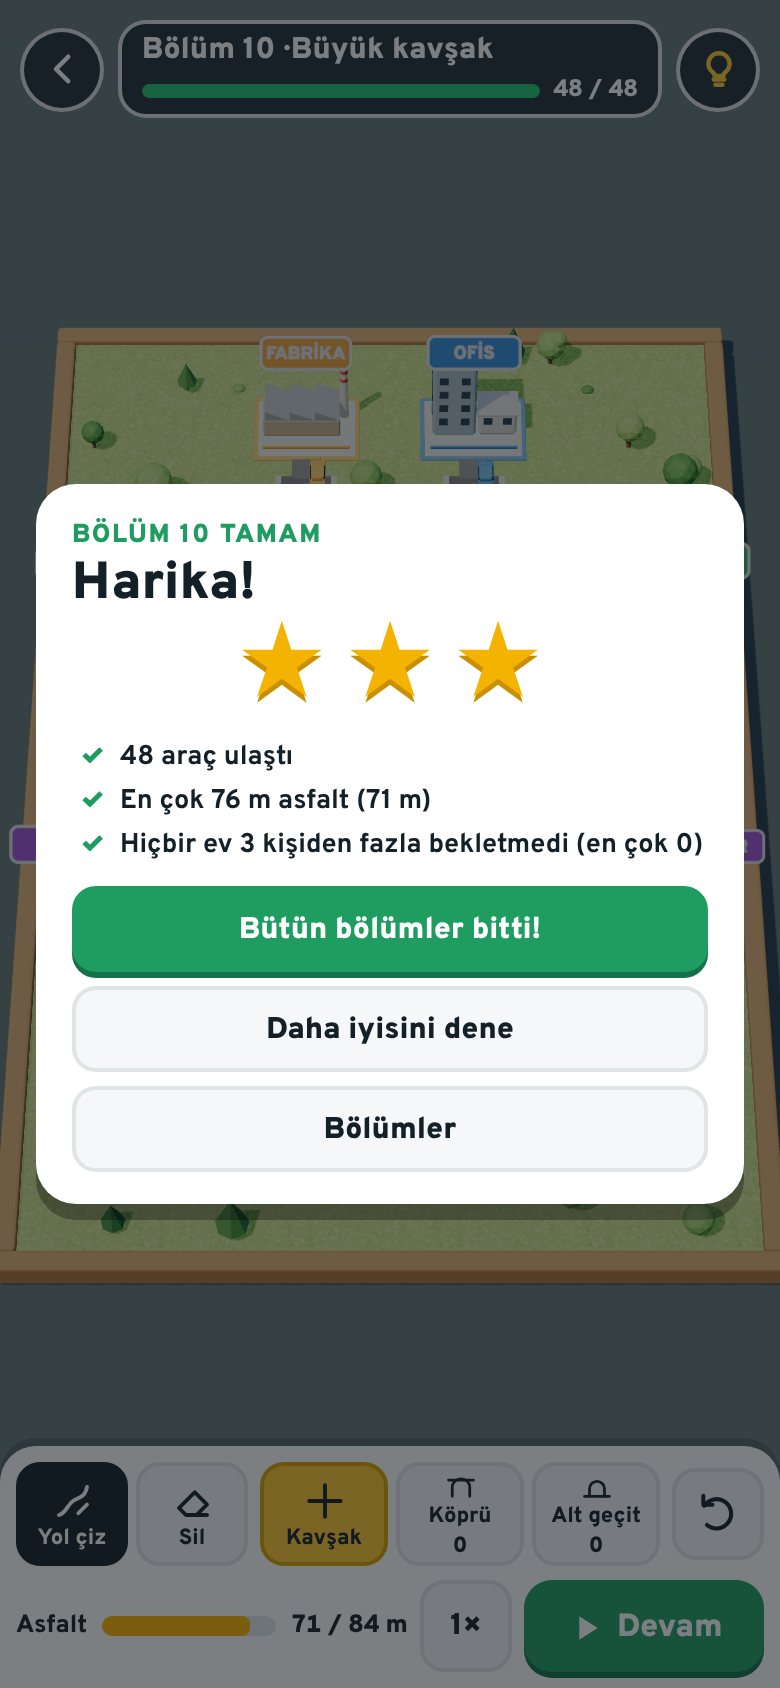 Bölüm 10 · Büyük kavşak
48 / 48
FABRİKA
OFİS
BÖLÜM 10 TAMAM
Harika!
48 araç ulaştı
En çok 76 m asfalt (71 m)
Hiçbir ev 3 kişiden fazla bekletmedi (en çok 0)
Bütün bölümler bitti!
Daha iyisini dene
Bölümler
Yol çiz
Sil
Kavşak
Köprü
0
Alt geçit
0
Asfalt
71 / 84 m
1×
Devam